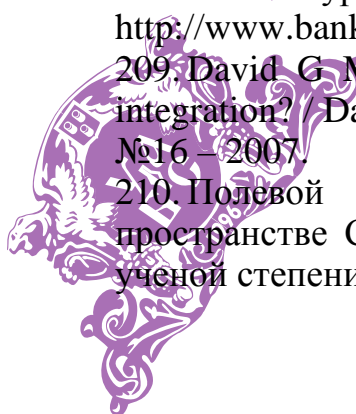 http://www.bank
209. David G M
integration? / Da
№16 – 2007.
210. Полевой
пространстве С
ученой степени